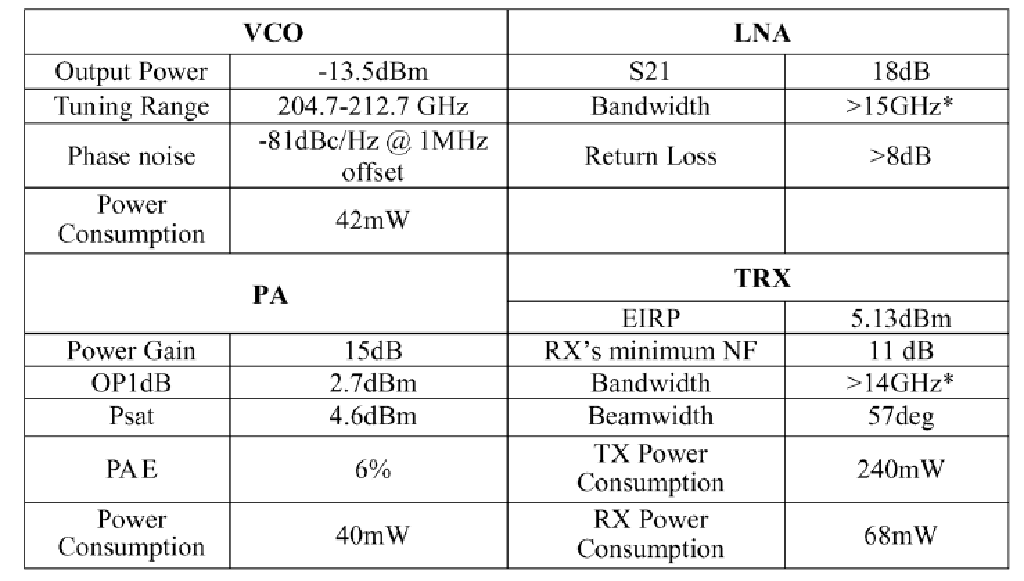 VCO LNA
Output Power -13.5dBm S21 18dB
Tuning Range 204.7-212.7 GHz Bandwidth >15GHz*
Phase noise -81dBc/Hz @ 1MHz offset Return Loss >8dB
Power Consumption 42mW
PA TRX
EIRP 5.13dBm
Power Gain 15dB RX's minimum NF 11 dB
OP1dB 2.7dBm Bandwidth >14GHz*
Psat 4.6dBm Beamwidth 57deg
PAE 6% TX Power Consumption 240mW
Power Consumption 40mW RX Power Consumption 68mW